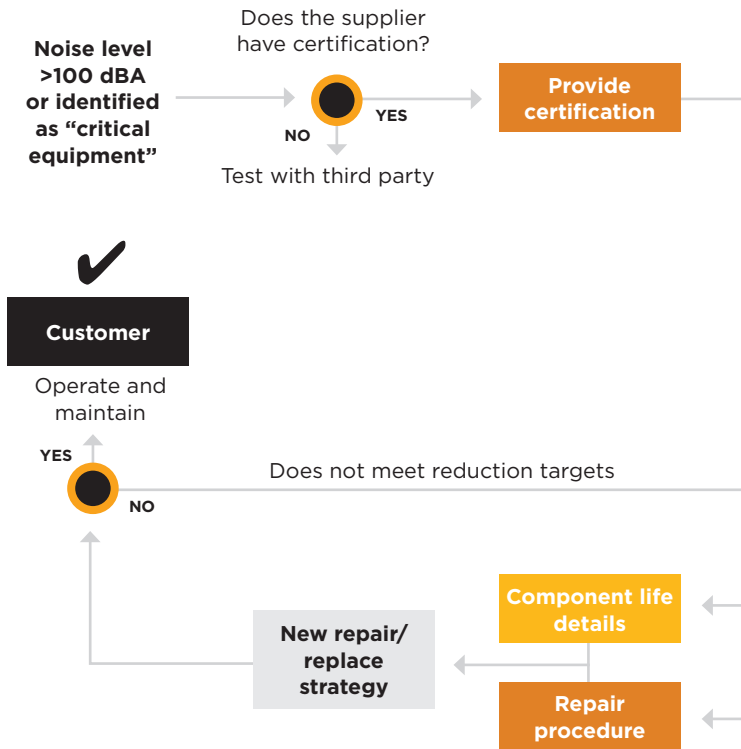 Does the supplier
have certification?
Noise level
>100 dBA
or identified
as “critical
equipment”
YES
NO
Provide
certification
Test with third party
Customer
Operate and
maintain
YES
NO
Does not meet reduction targets
Component life
details
New repair/
replace
strategy
Repair
procedure